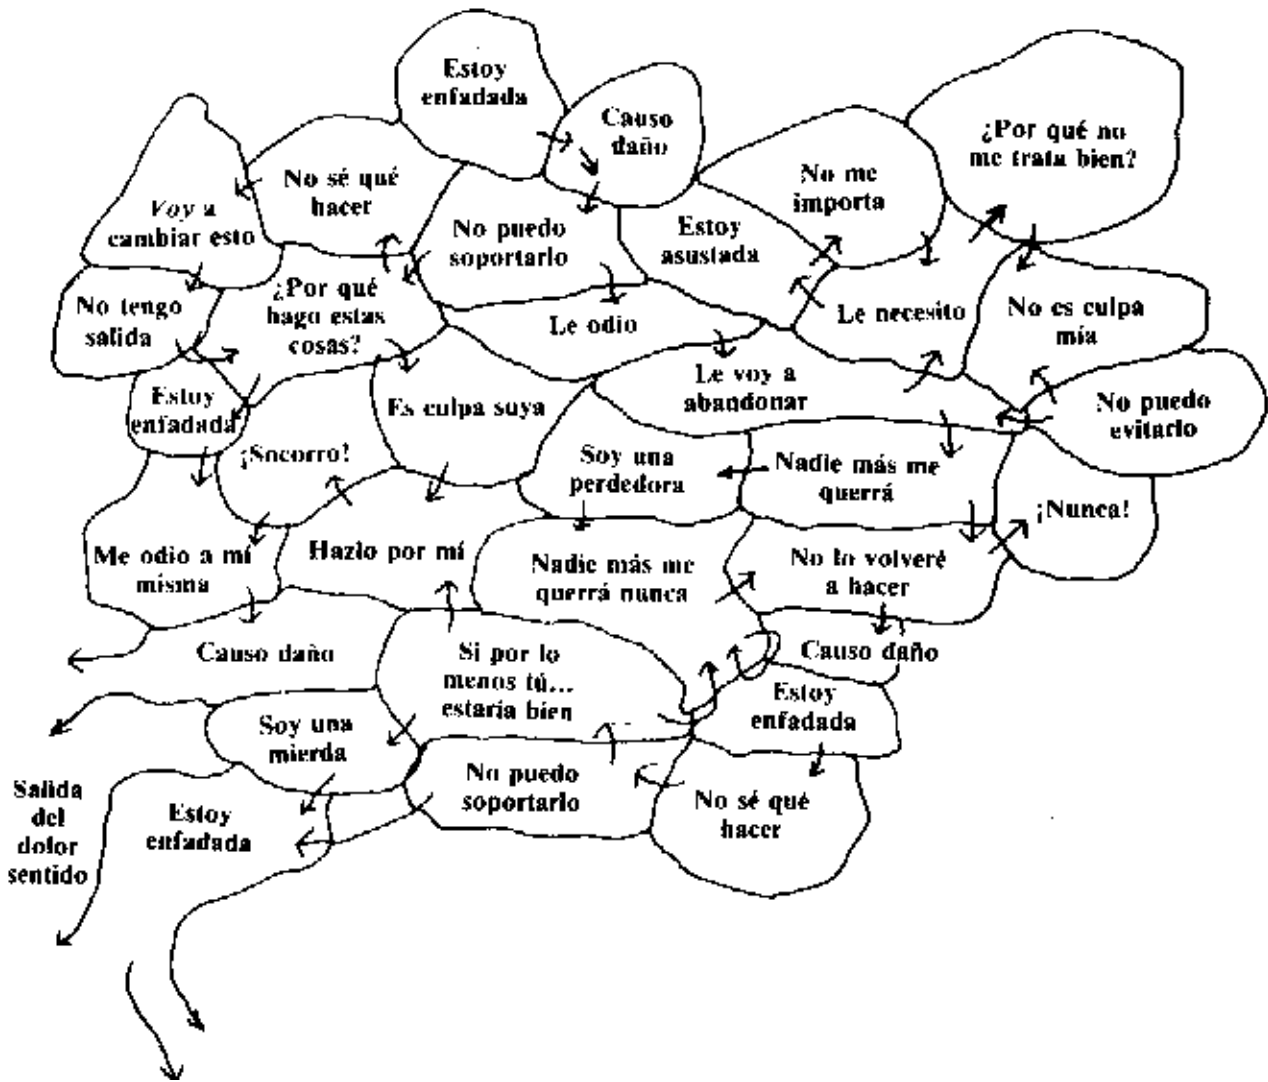 Estoy
enfadada
Causo
daño
¿Por qué no
me trata bien?
No sé qué
hacer
No me
importa
Voy a
cambiar esto
No puedo
soportarlo
Estoy
asustada
No tengo
salida
¿Por qué
hago estas
cosas?
Le odio
Le necesito
No es culpa
mía
Estoy
enfadada
Es culpa suya
Le voy a
abandonar
No puedo
evitarlo
¡Socorro!
Soy una
perdedora
Nadie más me
querrá
¡Nunca!
Me odio a mí
misma
Hazlo por mí
Nadie más me
querrá nunca
No lo volveré
a hacer
Causo daño
Si por lo
menos tú...
estaría bien
Causo daño
Estoy
enfadada
Soy una
mierda
No puedo
soportarlo
No sé qué
hacer
Salida
del
dolor
sentido
Estoy
enfadada